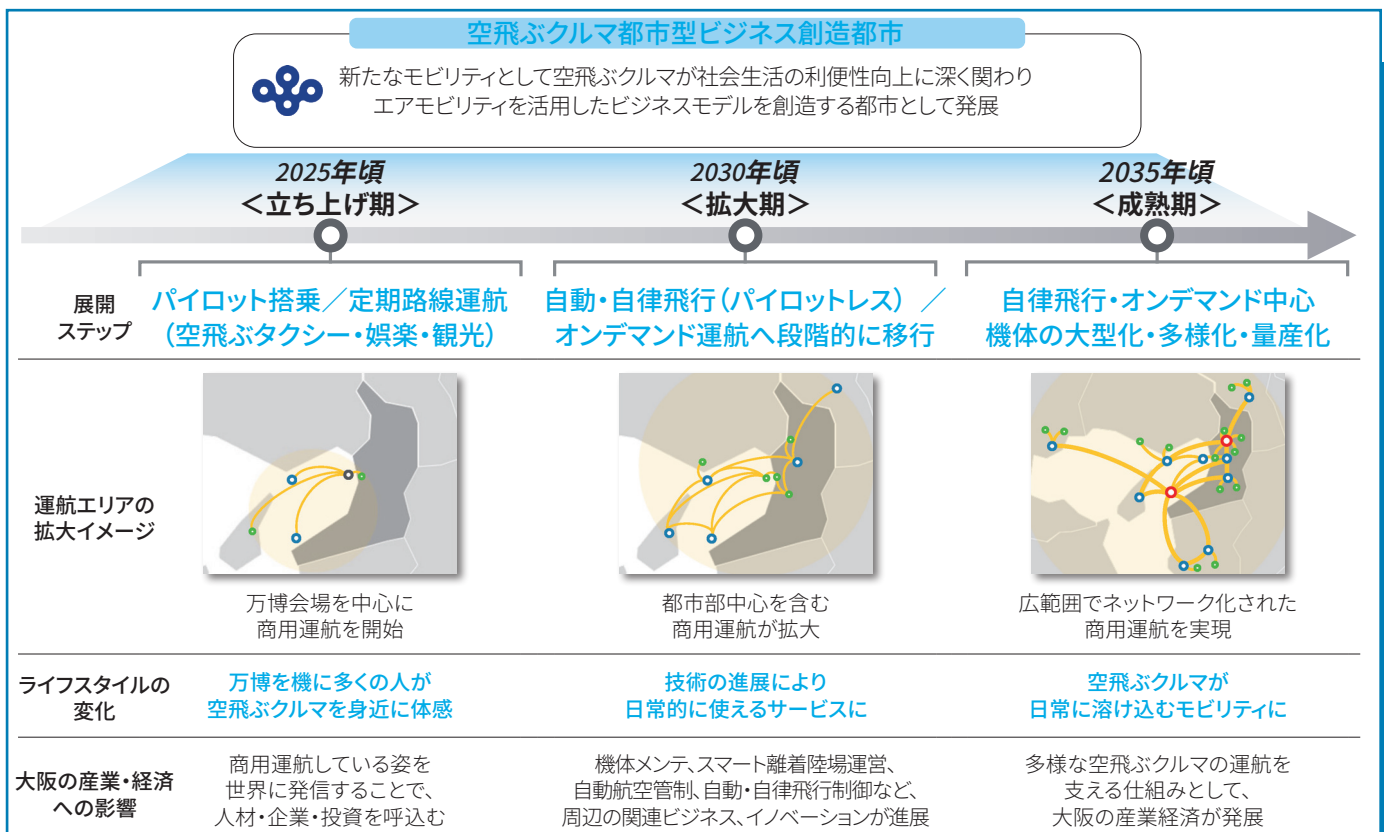 空飛ぶクルマ都市型ビジネス創造都市
新たなモビリティとして空飛ぶクルマが社会生活の利便性向上に深く関わり
エアモビリティを活用したビジネスモデルを創造する都市として発展
2025年頃
＜立ち上げ期＞
2030年頃
＜拡大期＞
2035年頃
＜成熟期＞
展開
ステップ
パイロット搭乗／定期路線運航
（空飛ぶタクシー・娯楽・観光）
自動・自律飛行（パイロットレス）／
オンデマンド運航へ段階的に移行
自律飛行・オンデマンド中心
機体の大型化・多様化・量産化
運航エリアの
拡大イメージ
万博会場を中心に
商用運航を開始
都市部中心を含む
商用運航が拡大
広範囲でネットワーク化された
商用運航を実現
ライフスタイルの
変化
万博を機に多くの人が
空飛ぶクルマを身近に体感
技術の進展により
日常的に使えるサービスに
空飛ぶクルマが
日常に溶け込むモビリティに
大阪の産業・経済
への影響
商用運航している姿を
世界に発信することで、
人材・企業・投資を呼込む
機体メンテ、スマート離着陸場運営、
自動航空管制、自動・自律飛行制御など、
周辺の関連ビジネス、イノベーションが進展
多様な空飛ぶクルマの運航を
支える仕組みとして、
大阪の産業経済が発展